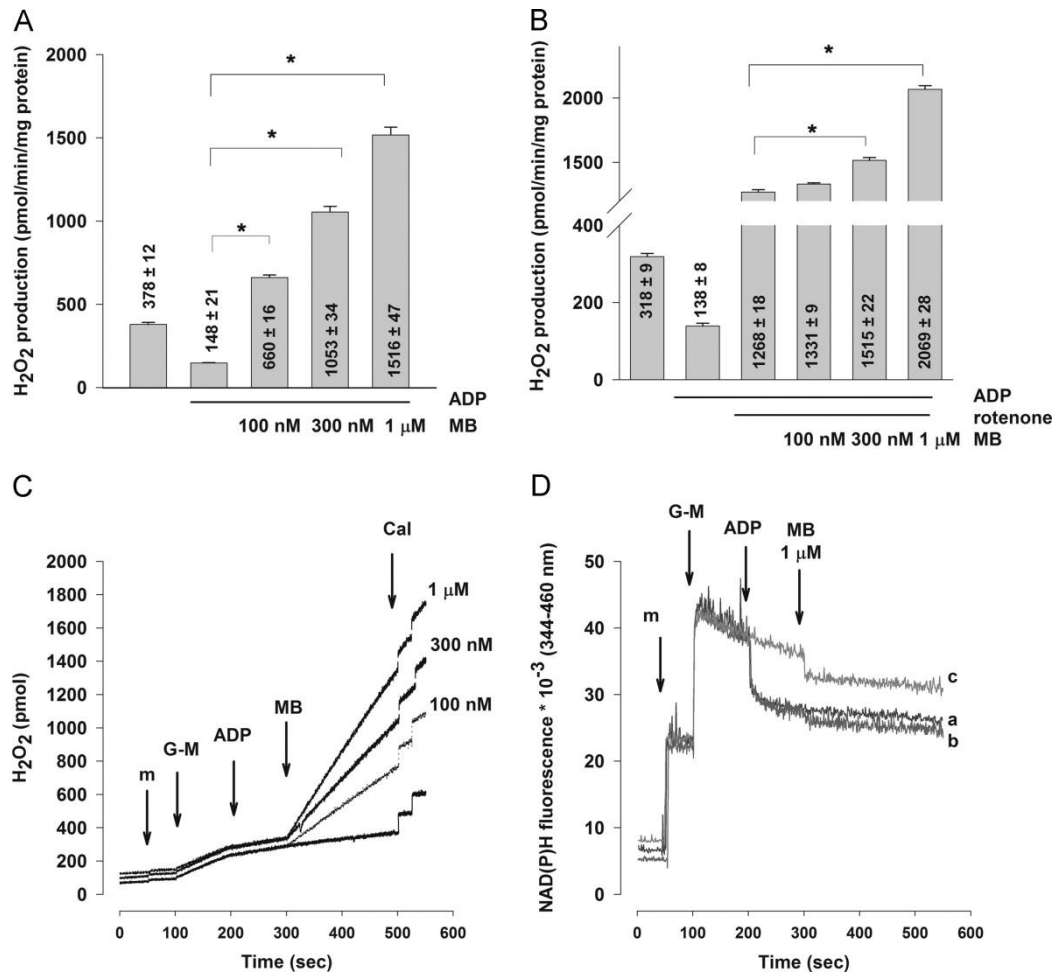 A
H2O2 production (pmol/min/mg protein)
2000
1500
1000
500
0
*
*
*
378 ± 12
148 ± 21
660 ± 16
1053 ± 34
1516 ± 47
ADP
100 nM 300 nM 1 μM MB
B
H2O2 production (pmol/min/mg protein)
2000
1500
400
200
0
*
*
318 ± 9
138 ± 8
1268 ± 18
1331 ± 9
1515 ± 22
2069 ± 28
ADP
rotenone
100 nM 300 nM 1 μM MB
C
H2O2 (pmol)
2000
1800
1600
1400
1200
1000
800
600
400
200
0
m
G-M
ADP
MB
Cal
1 μM
300 nM
100 nM
0 100 200 300 400 500 600
Time (sec)
D
NAD(P)H fluorescence * 10-3 (344-460 nm)
50
40
30
20
10
0
m
G-M
ADP
MB
1 μM
c
a
b
0 100 200 300 400 500 600
Time (sec)